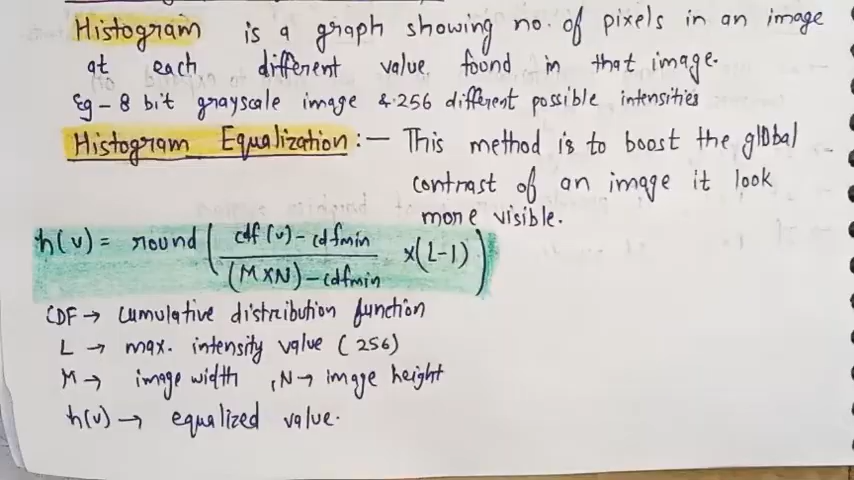 Histogram is a graph showing no. of pixels in an image
at each different value found in that image.
Eg - 8 bit grayscale image & 256 different possible intensities
Histogram Equalization :- This method is to boost the global
contrast of an image it look
more visible.
h(v) = round ( cdf(v) - cdfmin / (M×N) - cdfmin ×(L-1) )
CDF → cumulative distribution function
L → max. intensity value (256)
M → image width , N → image height
h(v) → equalized value.